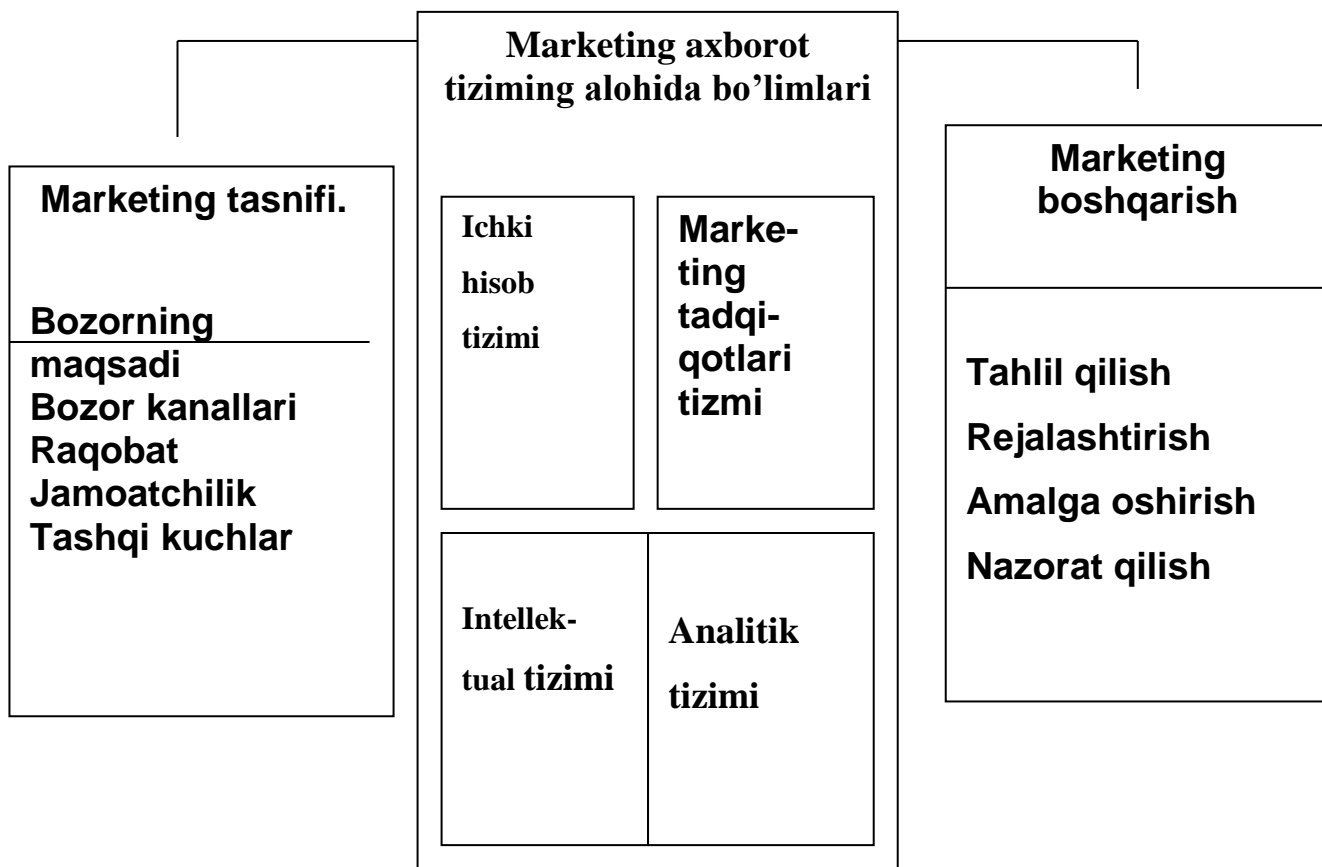 Marketing axborot
tiziming alohida bo’limlari
Marketing tasnifi.
Bozorning
maqsadi
Bozor kanallari
Raqobat
Jamoatchilik
Tashqi kuchlar
Ichki
hisob
tizimi
Marke-
ting
tadqi-
qotlari
tizmi
Intellek-
tual tizimi
Analitik
tizimi
Marketing
boshqarish
Tahlil qilish
Rejalashtirish
Amalga oshirish
Nazorat qilish